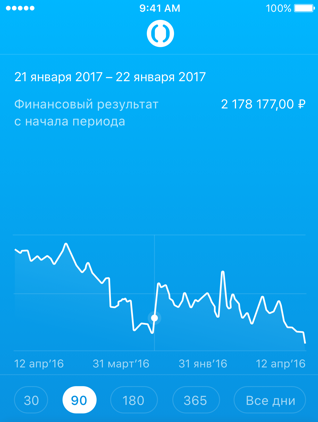 9:41 AM 100%
21 января 2017 – 22 января 2017
Финансовый результат 2 178 177,00 ₽
с начала периода
12 апр’16 31 март’16 31 янв’16 12 апр’16
30 90 180 365 Все дни